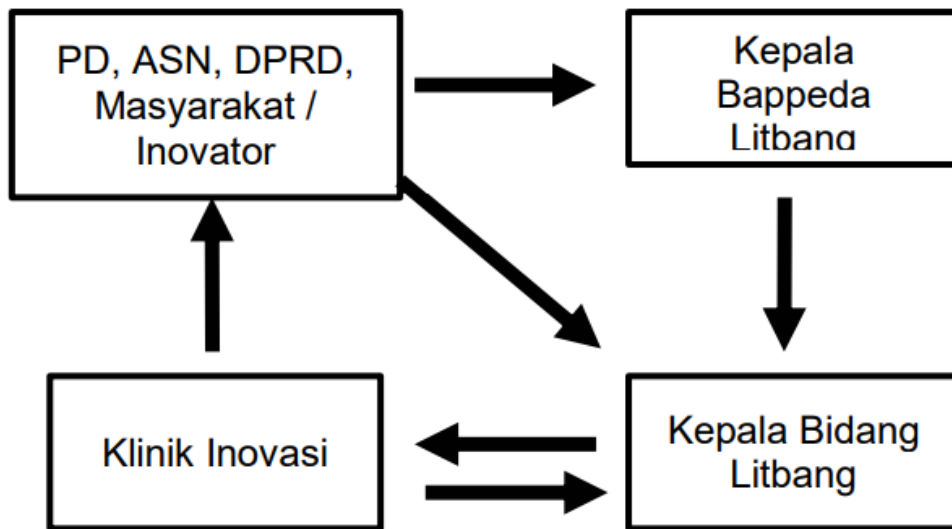 PD, ASN, DPRD,
Masyarakat /
Inovator
Kepala
Bappeda
Litbang
Klinik Inovasi
Kepala Bidang
Litbang